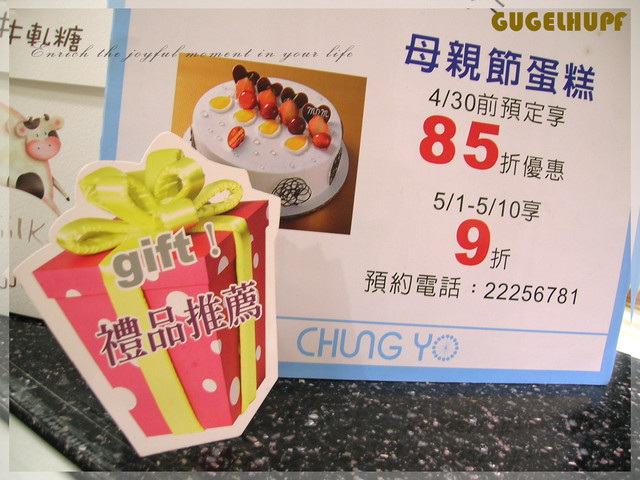 GUGELHUPF
牛軋糖
Enrich the joyful moment in your life
母親節蛋糕
4/30前預定享
85折優惠
5/1-5/10享
9折
預約電話：22256781
gift!
禮品推薦
CHUNG YO